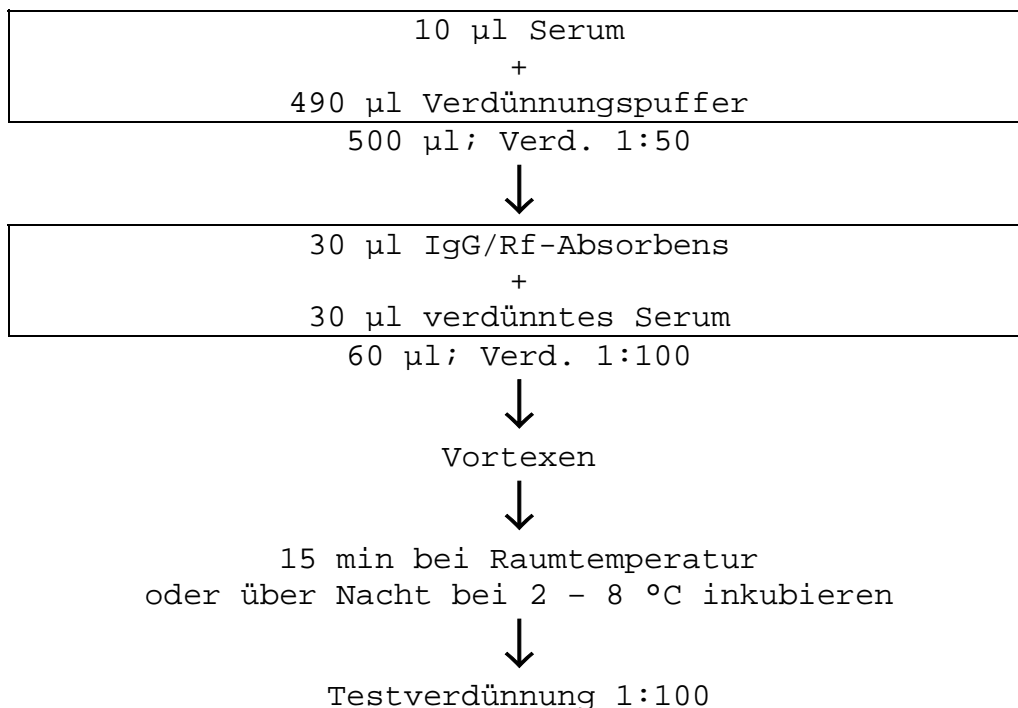 10 µl Serum
+
490 µl Verdünnungspuffer
500 µl; Verd. 1:50
30 µl IgG/Rf-Absorbens
+
30 µl verdünntes Serum
60 µl; Verd. 1:100
Vortexen
15 min bei Raumtemperatur
oder über Nacht bei 2 – 8 °C inkubieren
Testverdünnung 1:100